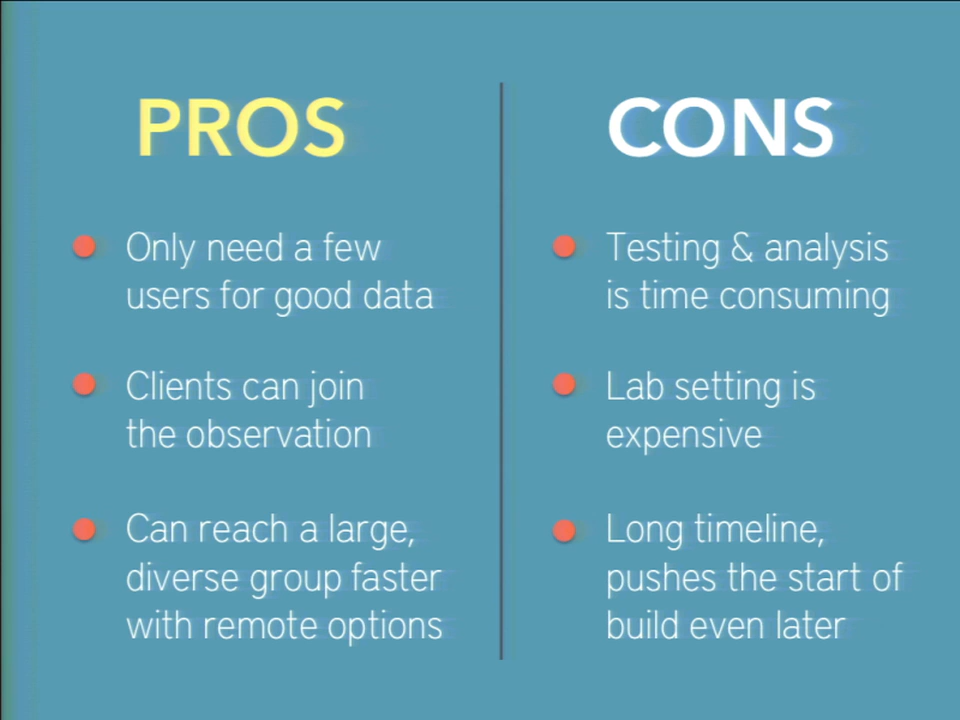 PROS
Only need a few
users for good data
Clients can join
the observation
Can reach a large,
diverse group faster
with remote options
CONS
Testing & analysis
is time consuming
Lab setting is
expensive
Long timeline,
pushes the start of
build even later